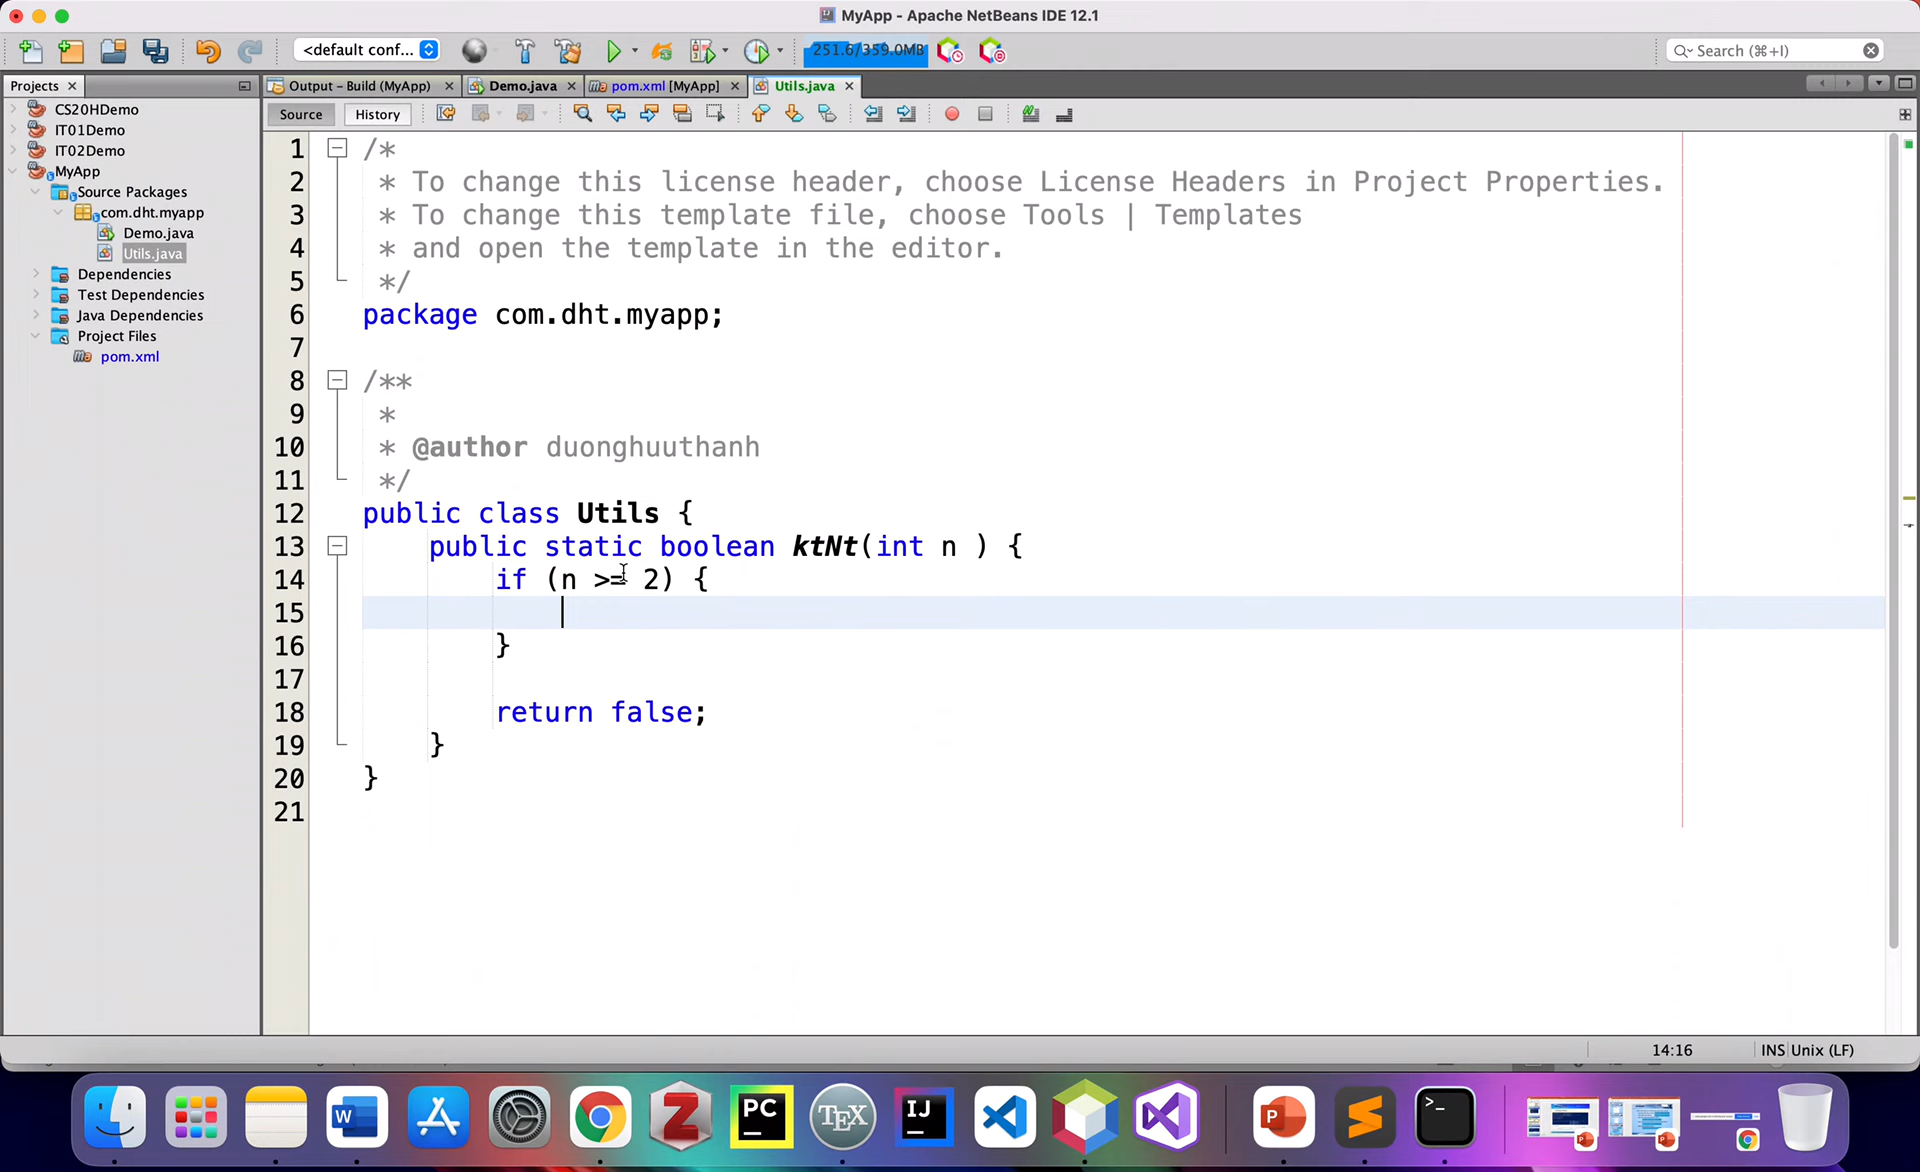 MyApp - Apache NetBeans IDE 12.1
<default conf...
251.6/359.0MB
Search (⌘+I)
Projects
Output – Build (MyApp)
Demo.java
pom.xml [MyApp]
Utils.java
Source
History
CS20HDemo
IT01Demo
IT02Demo
MyApp
Source Packages
com.dht.myapp
Demo.java
Utils.java
Dependencies
Test Dependencies
Java Dependencies
Project Files
pom.xml
1 /*
2 * To change this license header, choose License Headers in Project Properties.
3 * To change this template file, choose Tools | Templates
4 * and open the template in the editor.
5 */
6 package com.dht.myapp;
7
8 /**
9 *
10 * @author duonghuuthanh
11 */
12 public class Utils {
13 public static boolean ktNt(int n ) {
14 if (n >= 2) {
15
16 }
17
18 return false;
19 }
20 }
21
14:16
INS
Unix (LF)
W
Z
PC
TEX
IJ
P
>_